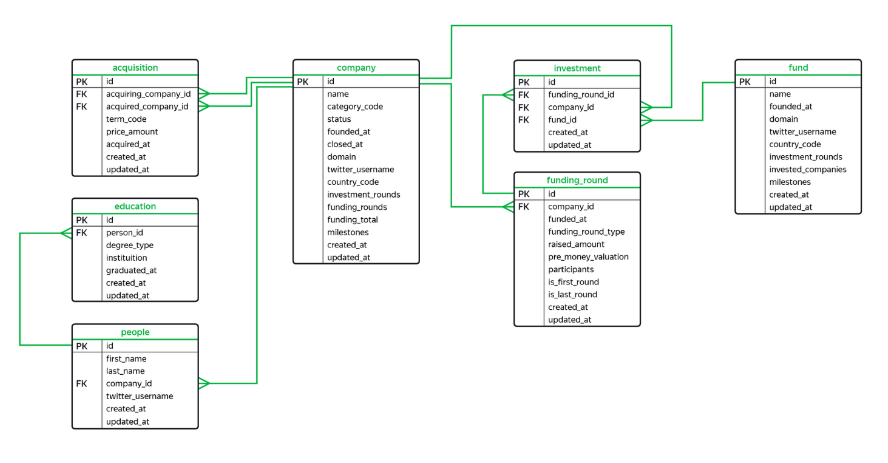 acquisition
PK id
FK acquiring_company_id
FK acquired_company_id
term_code
price_amount
acquired_at
created_at
updated_at
education
PK id
FK person_id
degree_type
instituition
graduated_at
created_at
updated_at
people
PK id
first_name
last_name
FK company_id
twitter_username
created_at
updated_at
company
PK id
name
category_code
status
founded_at
closed_at
domain
twitter_username
country_code
investment_rounds
funding_rounds
funding_total
milestones
created_at
updated_at
investment
PK id
FK funding_round_id
FK company_id
FK fund_id
created_at
updated_at
funding_round
PK id
FK company_id
funded_at
funding_round_type
raised_amount
pre_money_valuation
participants
is_first_round
is_last_round
created_at
updated_at
fund
PK id
name
founded_at
domain
twitter_username
country_code
investment_rounds
invested_companies
milestones
created_at
updated_at